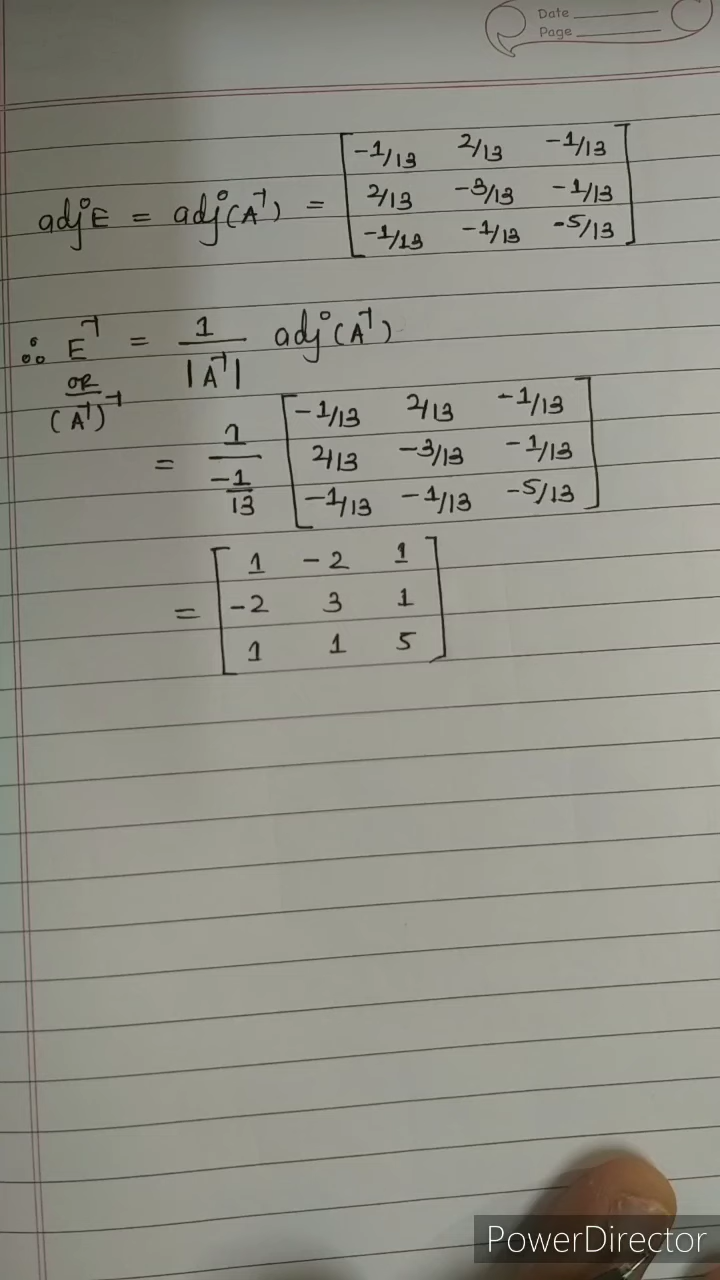 Date
Page
adj E = adj (A⁻¹) = [ -1/13 2/13 -1/13
2/13 -3/13 -1/13
-1/13 -1/13 -5/13 ]
∴ E⁻¹ = 1/|A⁻¹| adj (A⁻¹)
OR
(A⁻¹)⁻¹
= 1/(-1/13) [ -1/13 2/13 -1/13
2/13 -3/13 -1/13
-1/13 -1/13 -5/13 ]
= [ 1 -2 1
-2 3 1
1 1 5 ]
PowerDirector